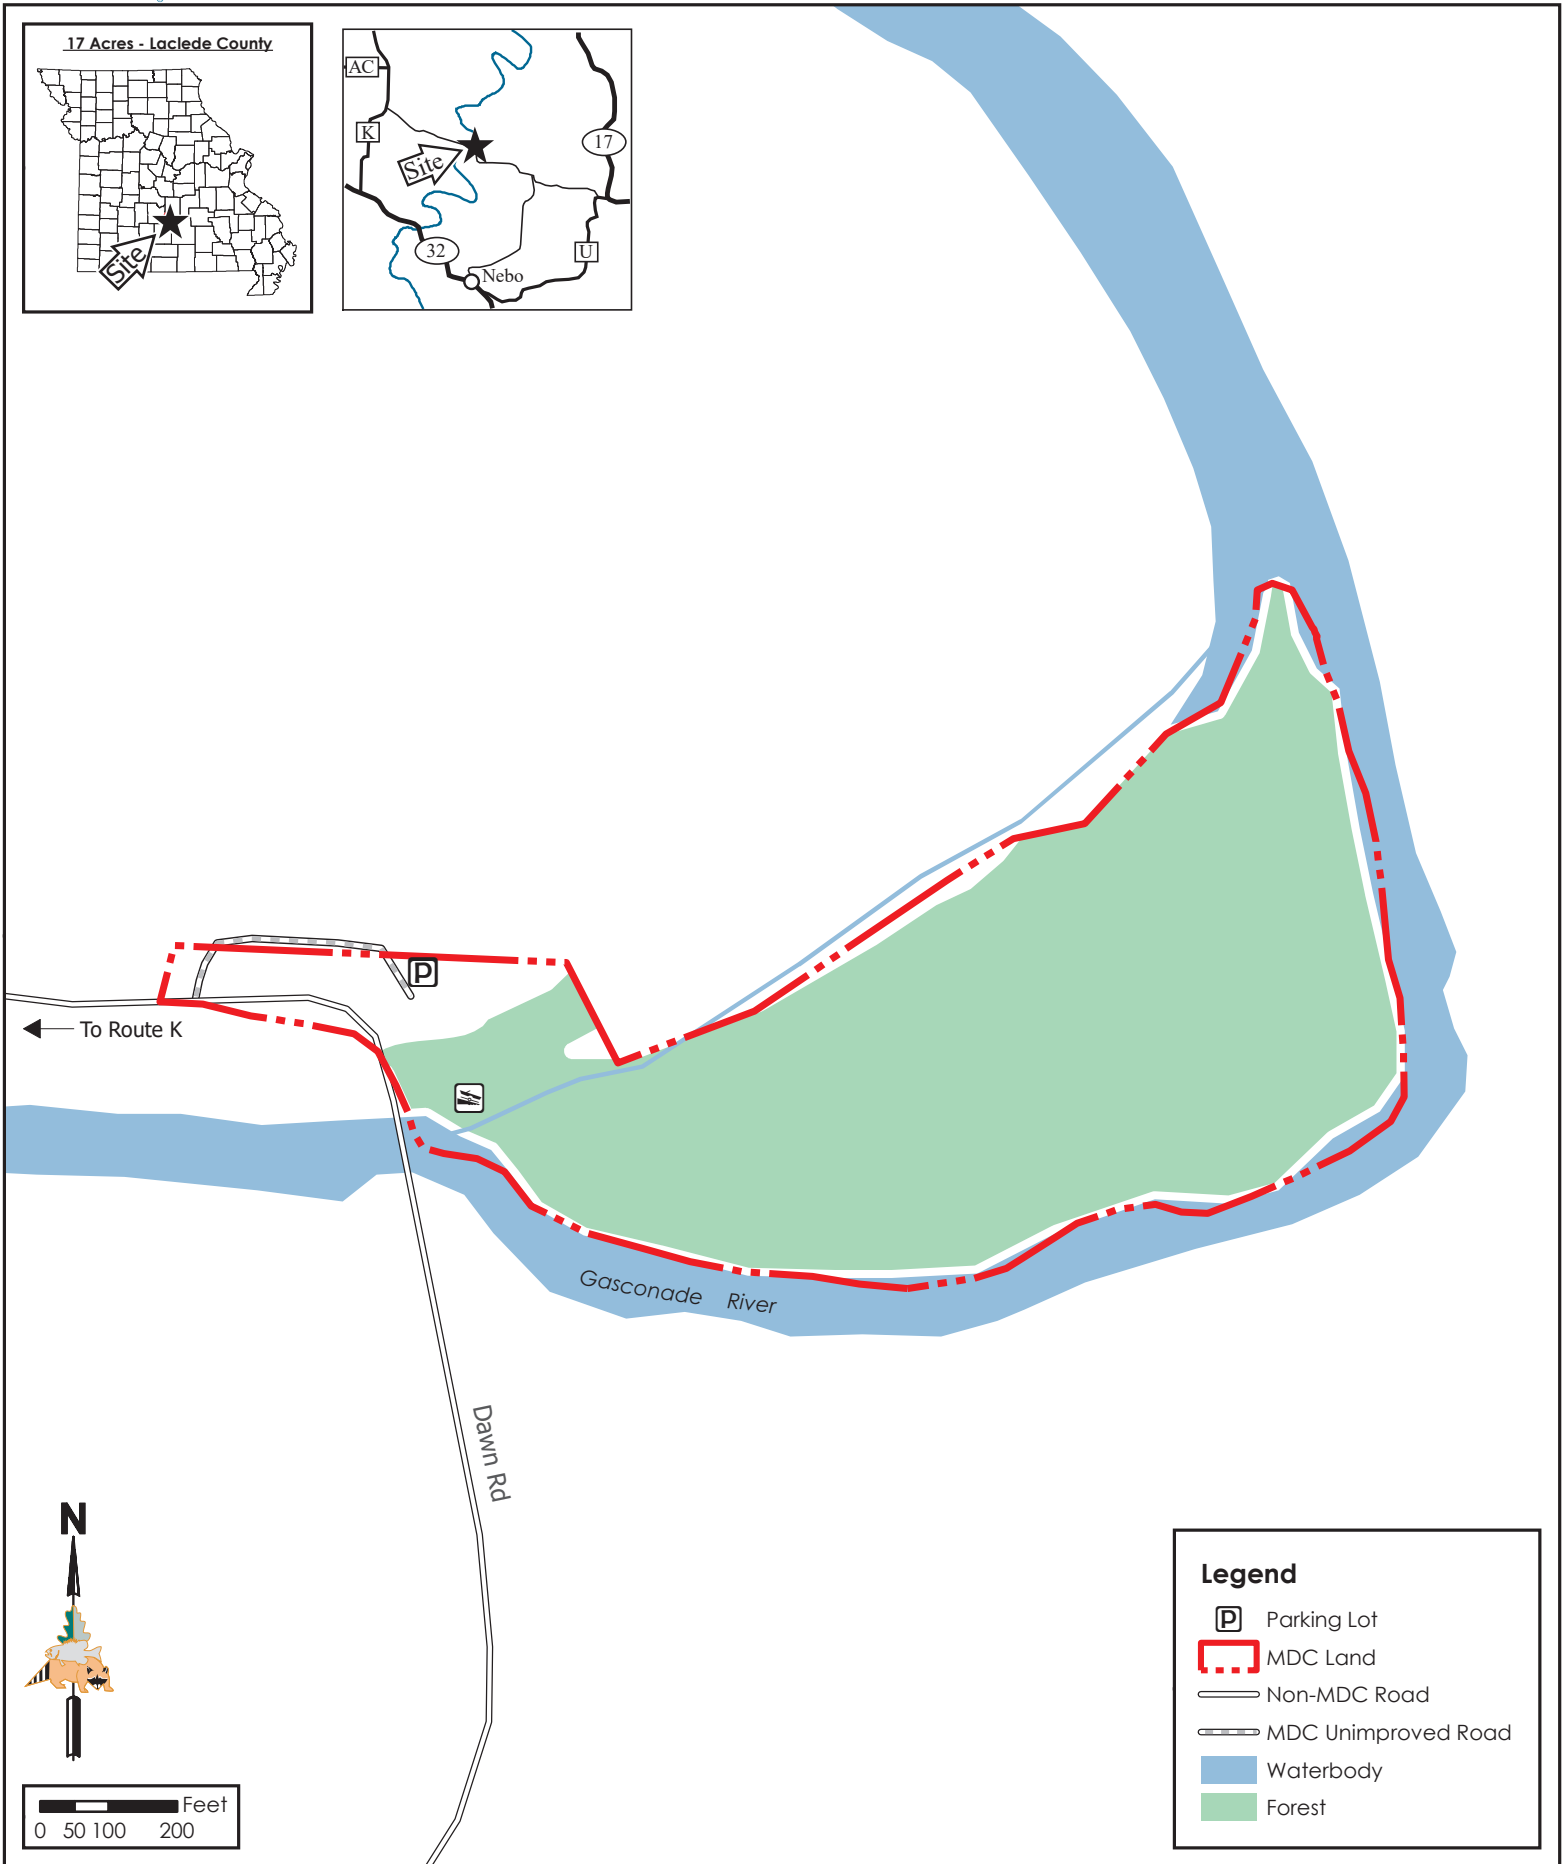 17 Acres - Laclede County
Site
AC
K
17
Site
32
U
Nebo
P
To Route K
Gasconade River
Dawn Rd
N
Feet
0 50 100 200
Legend
P Parking Lot
MDC Land
Non-MDC Road
MDC Unimproved Road
Waterbody
Forest